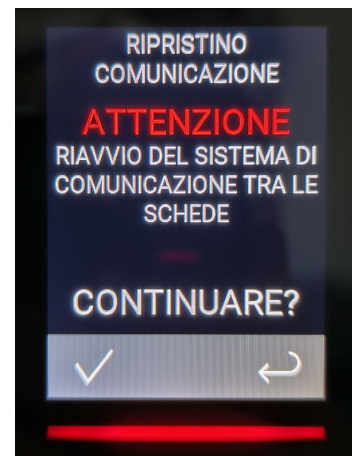 RIPRISTINO
COMUNICAZIONE
ATTENZIONE
RIAVVIO DEL SISTEMA DI
COMUNICAZIONE TRA LE
SCHEDE
CONTINUARE?